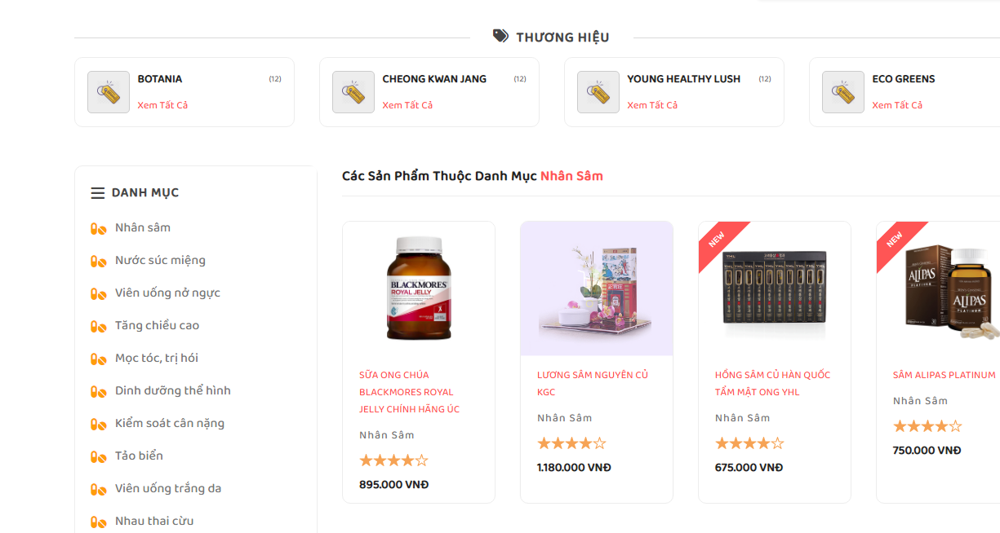 THƯƠNG HIỆU
BOTANIA
(12)
Xem Tất Cả
CHEONG KWAN JANG
(12)
Xem Tất Cả
YOUNG HEALTHY LUSH
(12)
Xem Tất Cả
ECO GREENS
Xem Tất Cả
DANH MỤC
Nhân sâm
Nước súc miệng
Viên uống nở ngực
Tăng chiều cao
Mọc tóc, trị hói
Dinh dưỡng thể hình
Kiểm soát cân nặng
Tảo biển
Viên uống trắng da
Nhau thai cừu
Các Sản Phẩm Thuộc Danh Mục Nhân Sâm
BLACKMORES
ROYAL JELLY
SỮA ONG CHÚA
BLACKMORES ROYAL
JELLY CHÍNH HÃNG ÚC
Nhân Sâm
895.000 VNĐ
LƯƠNG SÂM NGUYÊN CỦ
KGC
Nhân Sâm
1.180.000 VNĐ
NEW
HỒNG SÂM CỦ HÀN QUỐC
TẨM MẬT ONG YHL
Nhân Sâm
675.000 VNĐ
NEW
ALIPAS
PLATINUM
ALIPAS
PLATINUM
SÂM ALIPAS PLATINUM
Nhân Sâm
750.000 VNĐ